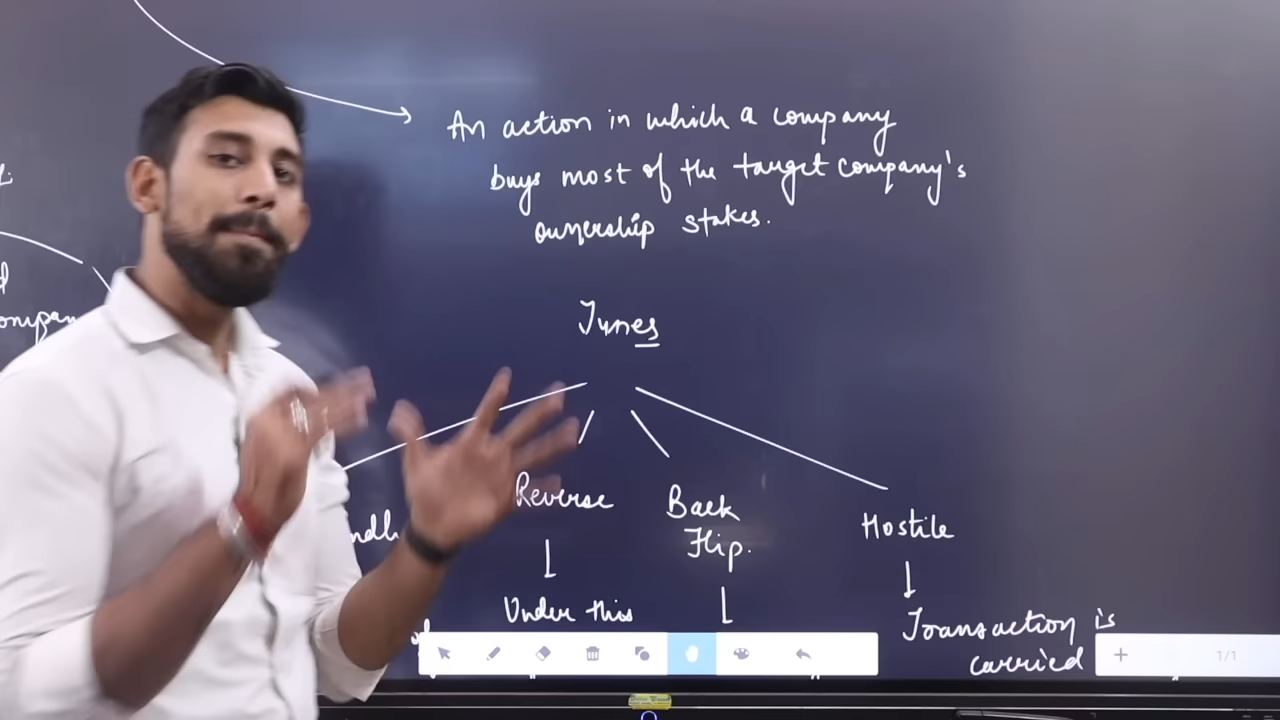 An action in which a company
buys most of the target company's
ownership stakes.
Types
Reverse
Back
Flip.
Hostile
Under this
Transaction is
carried
1/1